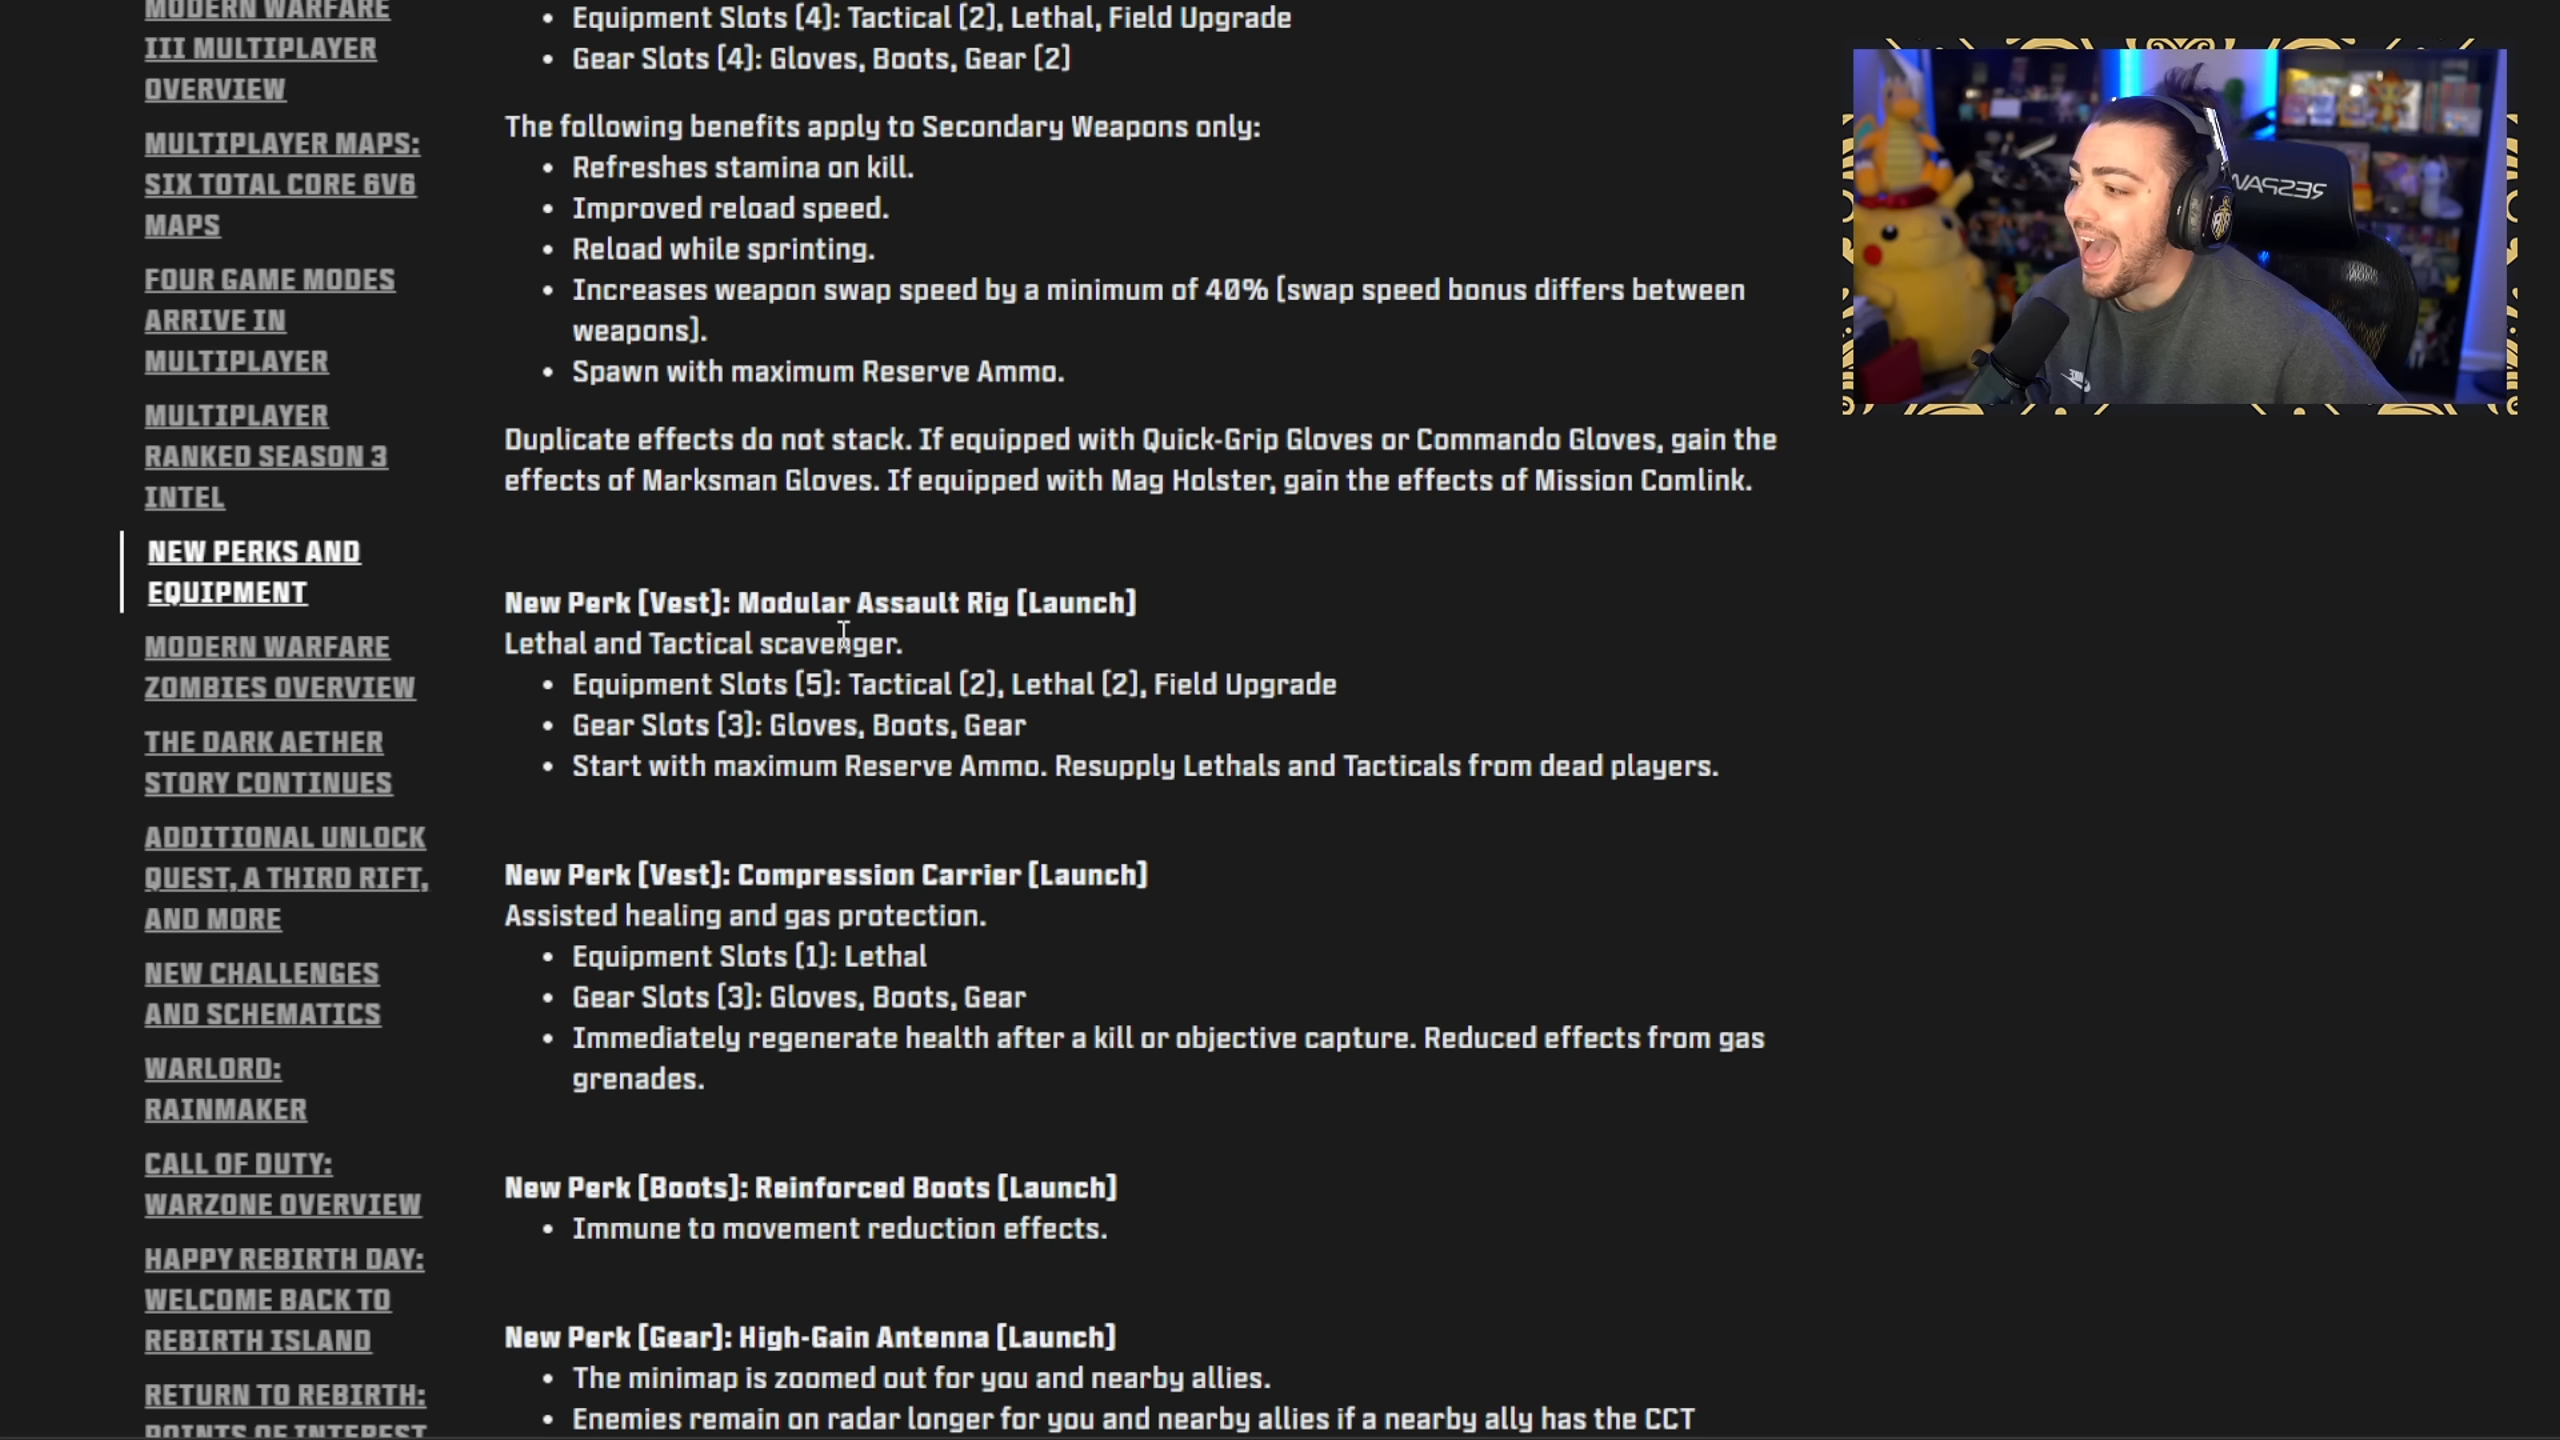 MODERN WARFARE
III MULTIPLAYER
OVERVIEW
MULTIPLAYER MAPS:
SIX TOTAL CORE 6V6
MAPS
FOUR GAME MODES
ARRIVE IN
MULTIPLAYER
MULTIPLAYER
RANKED SEASON 3
INTEL
NEW PERKS AND
EQUIPMENT
MODERN WARFARE
ZOMBIES OVERVIEW
THE DARK AETHER
STORY CONTINUES
ADDITIONAL UNLOCK
QUEST, A THIRD RIFT,
AND MORE
NEW CHALLENGES
AND SCHEMATICS
WARLORD:
RAINMAKER
CALL OF DUTY:
WARZONE OVERVIEW
HAPPY REBIRTH DAY:
WELCOME BACK TO
REBIRTH ISLAND
RETURN TO REBIRTH:
POINTS OF INTEREST
• Equipment Slots [4]: Tactical [2], Lethal, Field Upgrade
• Gear Slots [4]: Gloves, Boots, Gear [2]
The following benefits apply to Secondary Weapons only:
• Refreshes stamina on kill.
• Improved reload speed.
• Reload while sprinting.
• Increases weapon swap speed by a minimum of 40% [swap speed bonus differs between
weapons].
• Spawn with maximum Reserve Ammo.
Duplicate effects do not stack. If equipped with Quick-Grip Gloves or Commando Gloves, gain the
effects of Marksman Gloves. If equipped with Mag Holster, gain the effects of Mission Comlink.
New Perk [Vest]: Modular Assault Rig [Launch]
Lethal and Tactical scavenger.
• Equipment Slots [5]: Tactical [2], Lethal [2], Field Upgrade
• Gear Slots [3]: Gloves, Boots, Gear
• Start with maximum Reserve Ammo. Resupply Lethals and Tacticals from dead players.
New Perk [Vest]: Compression Carrier [Launch]
Assisted healing and gas protection.
• Equipment Slots [1]: Lethal
• Gear Slots [3]: Gloves, Boots, Gear
• Immediately regenerate health after a kill or objective capture. Reduced effects from gas
grenades.
New Perk [Boots]: Reinforced Boots [Launch]
• Immune to movement reduction effects.
New Perk [Gear]: High-Gain Antenna [Launch]
• The minimap is zoomed out for you and nearby allies.
• Enemies remain on radar longer for you and nearby allies if a nearby ally has the CCT
RESPAW